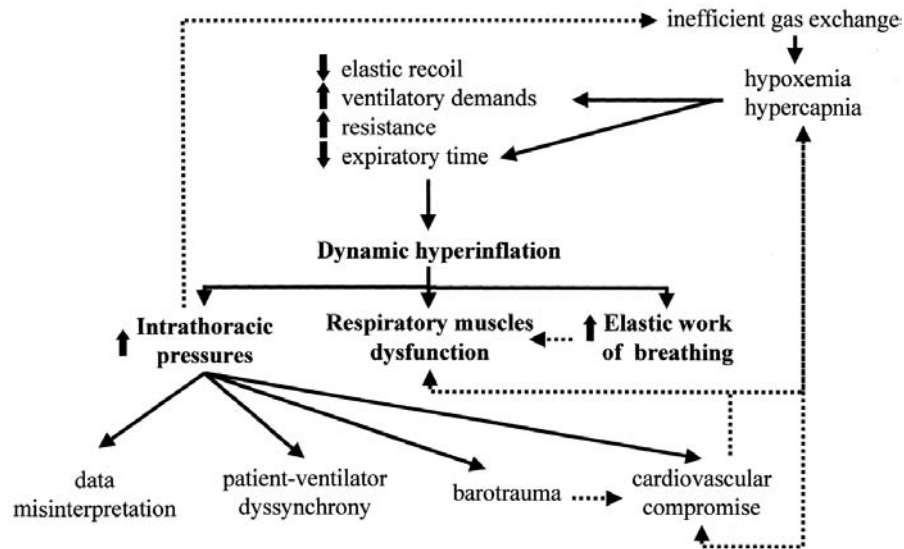 inefficient gas exchange
elastic recoil
ventilatory demands
resistance
expiratory time
hypoxemia
hypercapnia
Dynamic hyperinflation
Intrathoracic
pressures
Respiratory muscles
dysfunction
Elastic work
of breathing
data
misinterpretation
patient-ventilator
dyssynchrony
barotrauma
cardiovascular
compromise